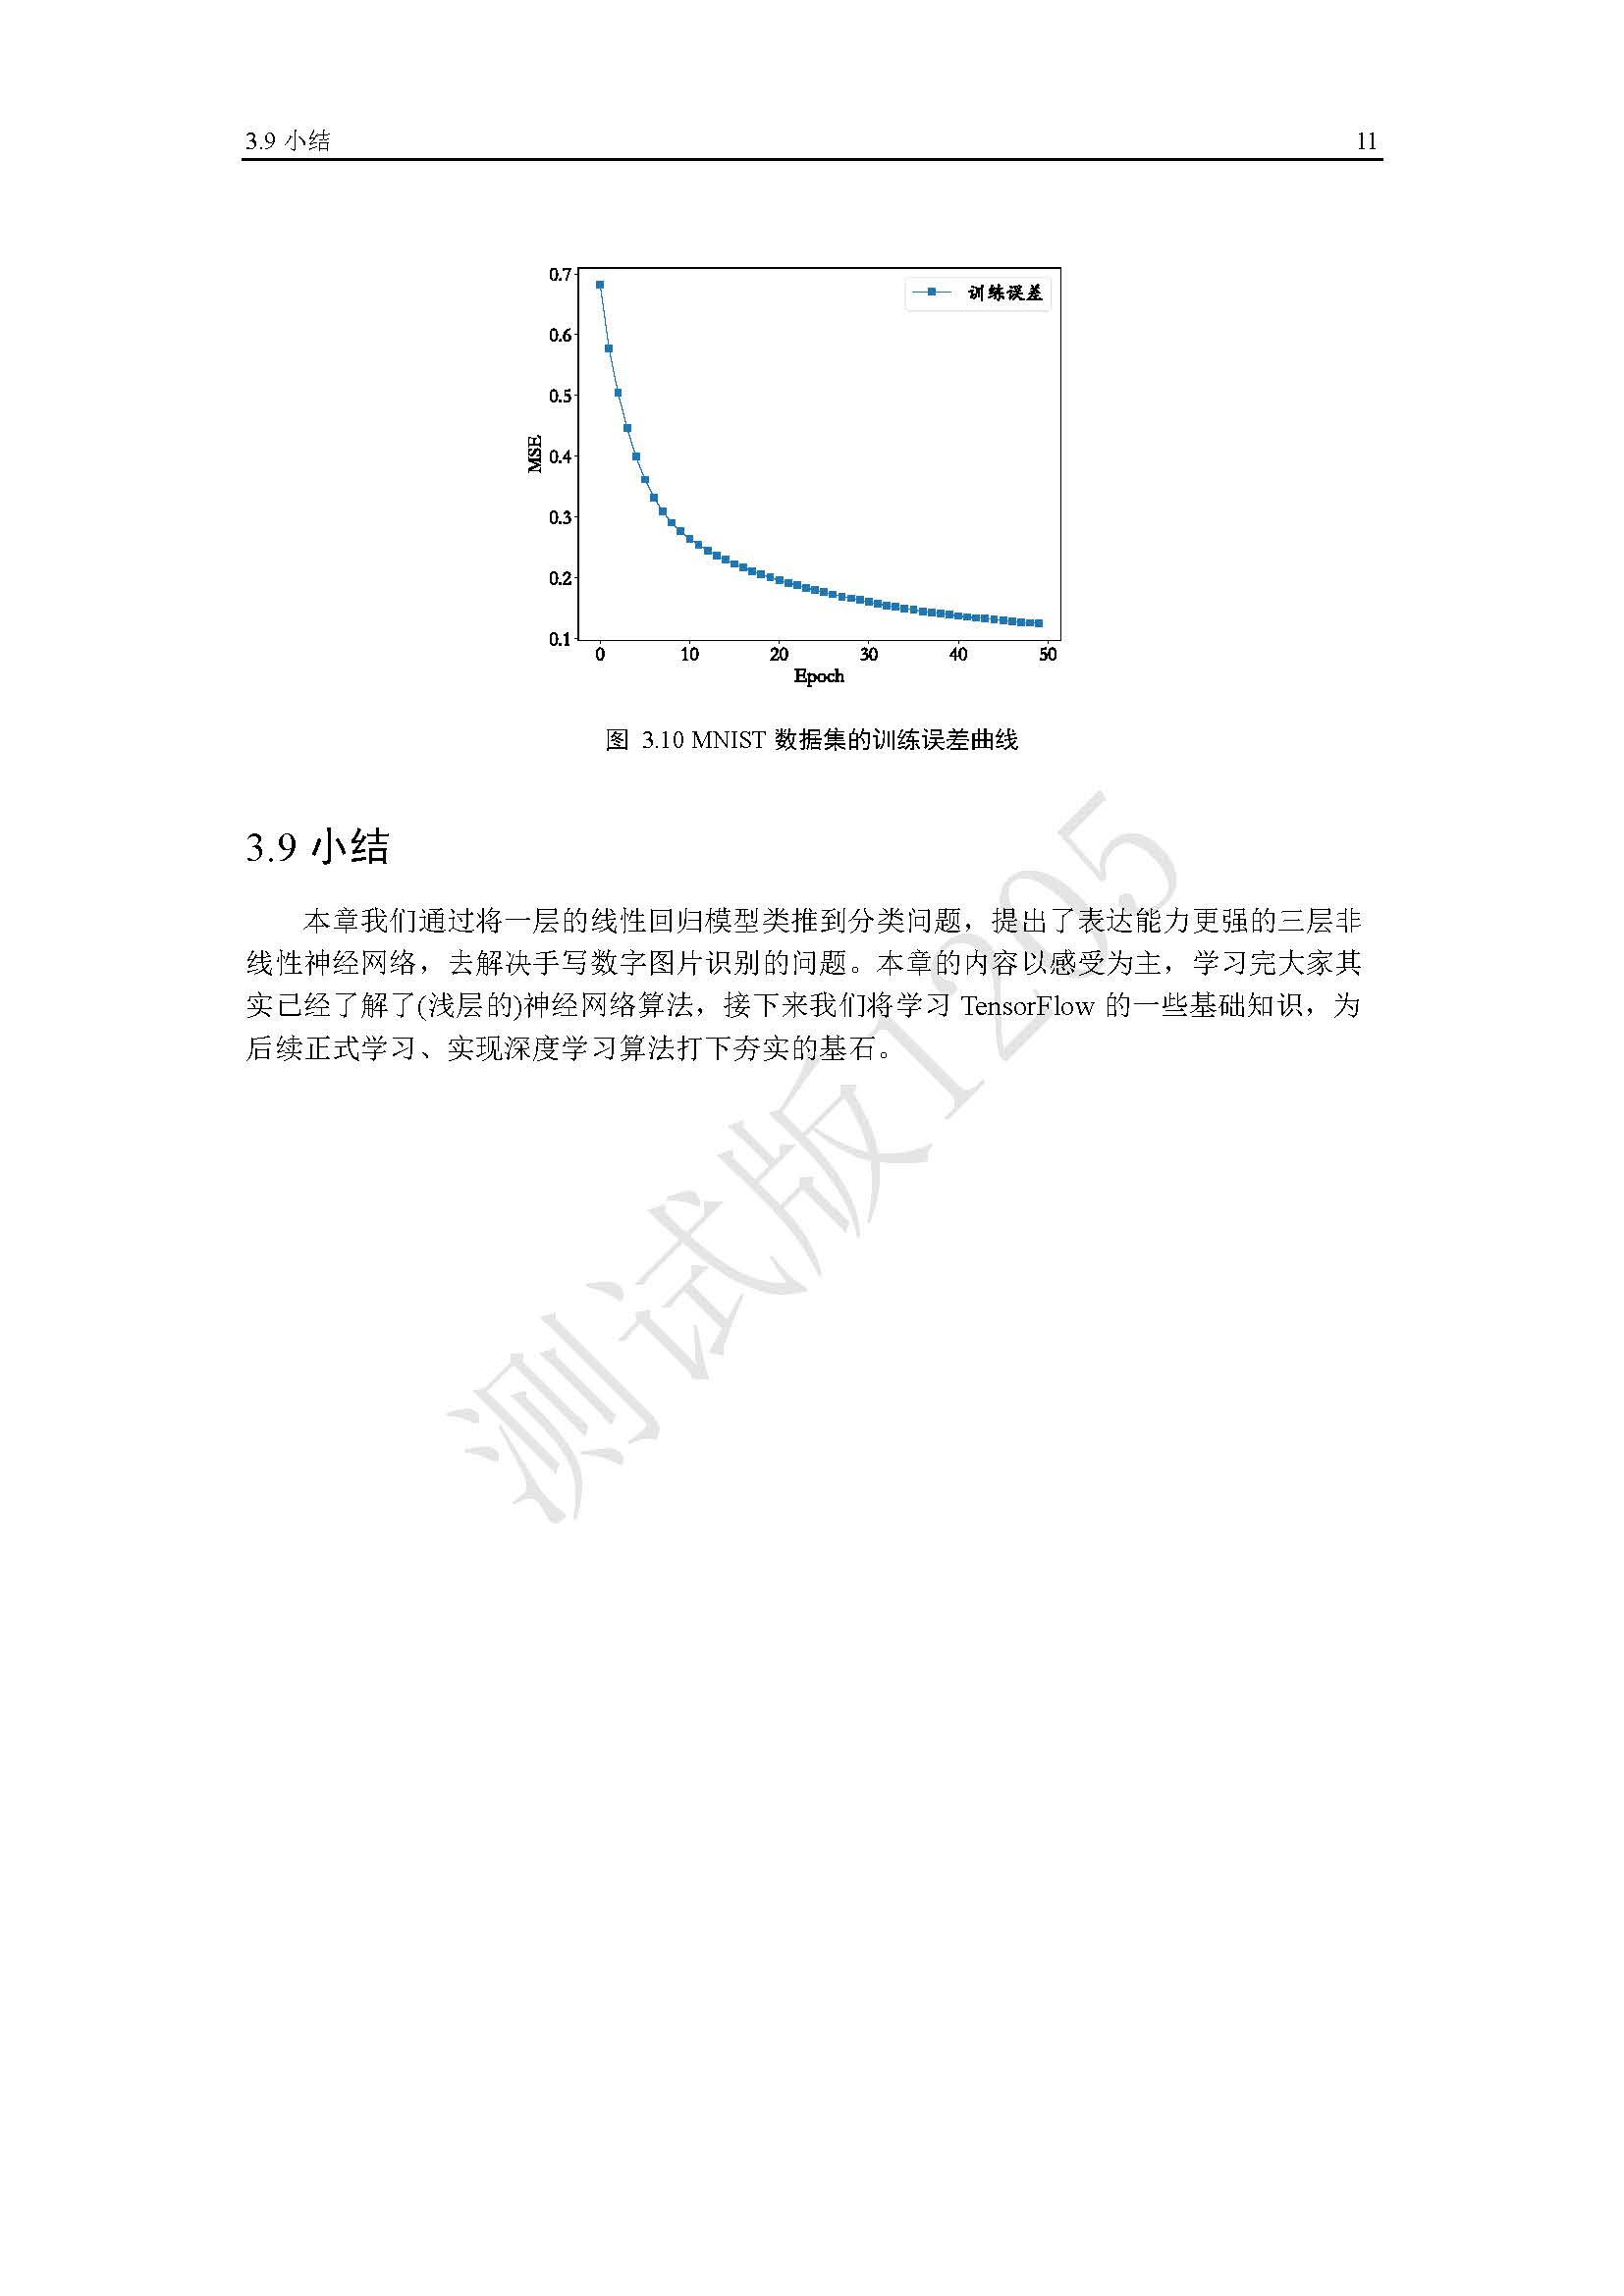 3.9 小结 11
0.7
0.6
0.5
0.4
0.3
0.2
0.1
MSE
训练误差
0 10 20 30 40 50
Epoch
图 3.10 MNIST 数据集的训练误差曲线
3.9 小结
本章我们通过将一层的线性回归模型类推到分类问题，提出了表达能力更强的三层非
线性神经网络，去解决手写数字图片识别的问题。本章的内容以感受为主，学习完大家其
实已经了解了(浅层的)神经网络算法，接下来我们将学习 TensorFlow 的一些基础知识，为
后续正式学习、实现深度学习算法打下夯实的基石。
测试版1205